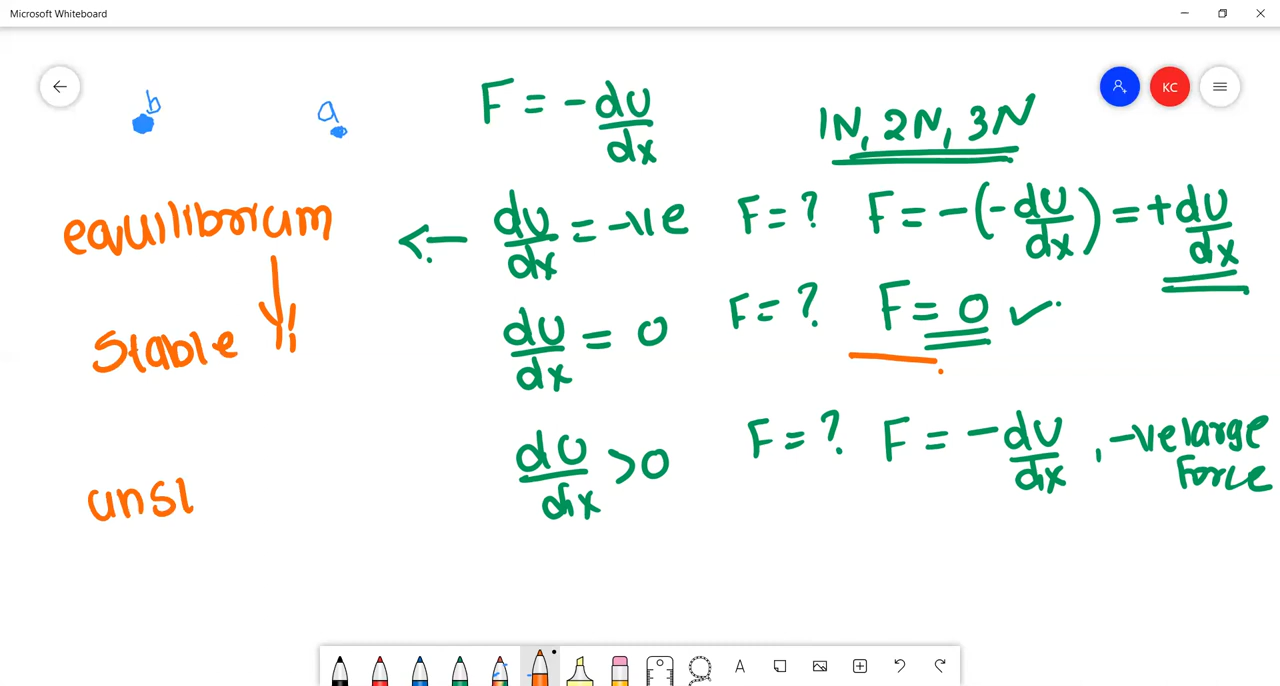 Microsoft Whiteboard
KC
b
a
F = -dU/dx
1N, 2N, 3N
equilibrium
← dU/dx = -ve F = ? F = -(-dU/dx) = +dU/dx
Stable
dU/dx = 0 F = ? F = 0 ✓
dU/dx >0 F = ? F = -dU/dx , -ve large Force
A